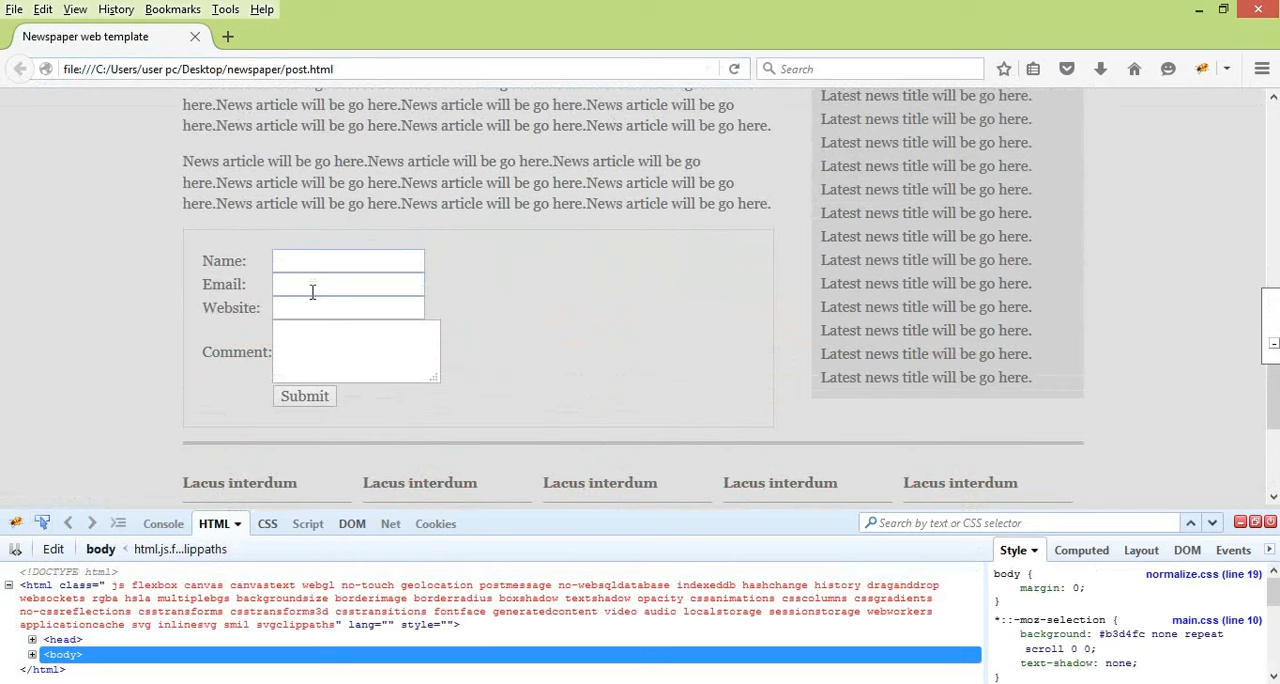 File Edit View History Bookmarks Tools Help
Newspaper web template
file:///C:/Users/user pc/Desktop/newspaper/post.html
Search
here.News article will be go here.News article will be go here.News article will be go
here.News article will be go here.News article will be go here.News article will be go here.
News article will be go here.News article will be go here.News article will be go
here.News article will be go here.News article will be go here.News article will be go
here.News article will be go here.News article will be go here.News article will be go here.
Name:
Email:
Website:
Comment:
Submit
Latest news title will be go here.
Latest news title will be go here.
Latest news title will be go here.
Latest news title will be go here.
Latest news title will be go here.
Latest news title will be go here.
Latest news title will be go here.
Latest news title will be go here.
Latest news title will be go here.
Latest news title will be go here.
Latest news title will be go here.
Latest news title will be go here.
Latest news title will be go here.
Lacus interdum Lacus interdum Lacus interdum Lacus interdum Lacus interdum
Console HTML CSS Script DOM Net Cookies
Search by text or CSS selector
Edit body < html.js.f...lippaths
<!DOCTYPE html>
<html class=" js flexbox canvas canvastext webgl no-touch geolocation postmessage no-websqldatabase indexeddb hashchange history draganddrop
websockets rgba hsla multiplebgs backgroundsize borderimage borderradius boxshadow textshadow opacity cssanimations csscolumns cssgradients
no-cssreflections csstransforms csstransforms3d csstransitions fontface generatedcontent video audio localstorage sessionstorage webworkers
applicationcache svg inlinesvg smil svgclippaths" lang="" style="">
<head>
<body>
</html>
Style Computed Layout DOM Events
body { normalize.css (line 19)
margin: 0;
}
*::-moz-selection { main.css (line 10)
background: #b3d4fc none repeat
scroll 0 0;
text-shadow: none;
}